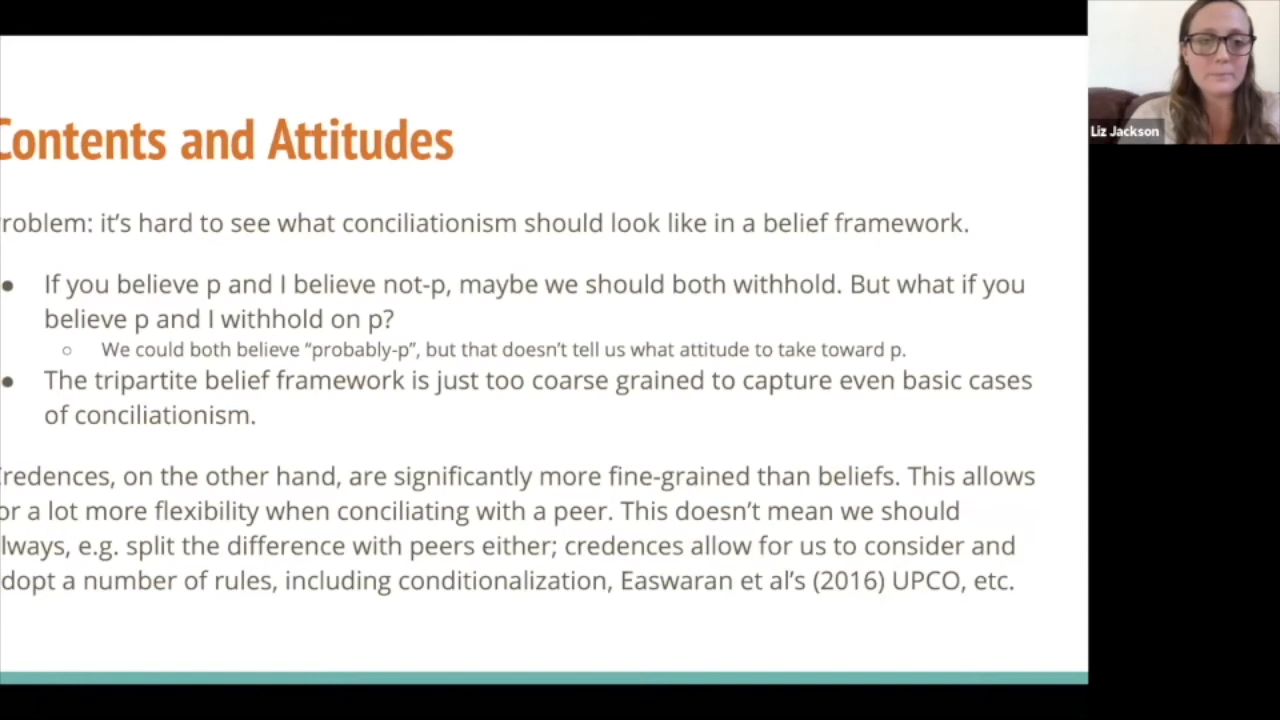 Contents and Attitudes
Liz Jackson
roblem: it's hard to see what conciliationism should look like in a belief framework.
● If you believe p and I believe not-p, maybe we should both withhold. But what if you
believe p and I withhold on p?
○ We could both believe “probably-p”, but that doesn't tell us what attitude to take toward p.
● The tripartite belief framework is just too coarse grained to capture even basic cases
of conciliationism.
redences, on the other hand, are significantly more fine-grained than beliefs. This allows
or a lot more flexibility when conciliating with a peer. This doesn't mean we should
lways, e.g. split the difference with peers either; credences allow for us to consider and
dopt a number of rules, including conditionalization, Easwaran et al's (2016) UPCO, etc.